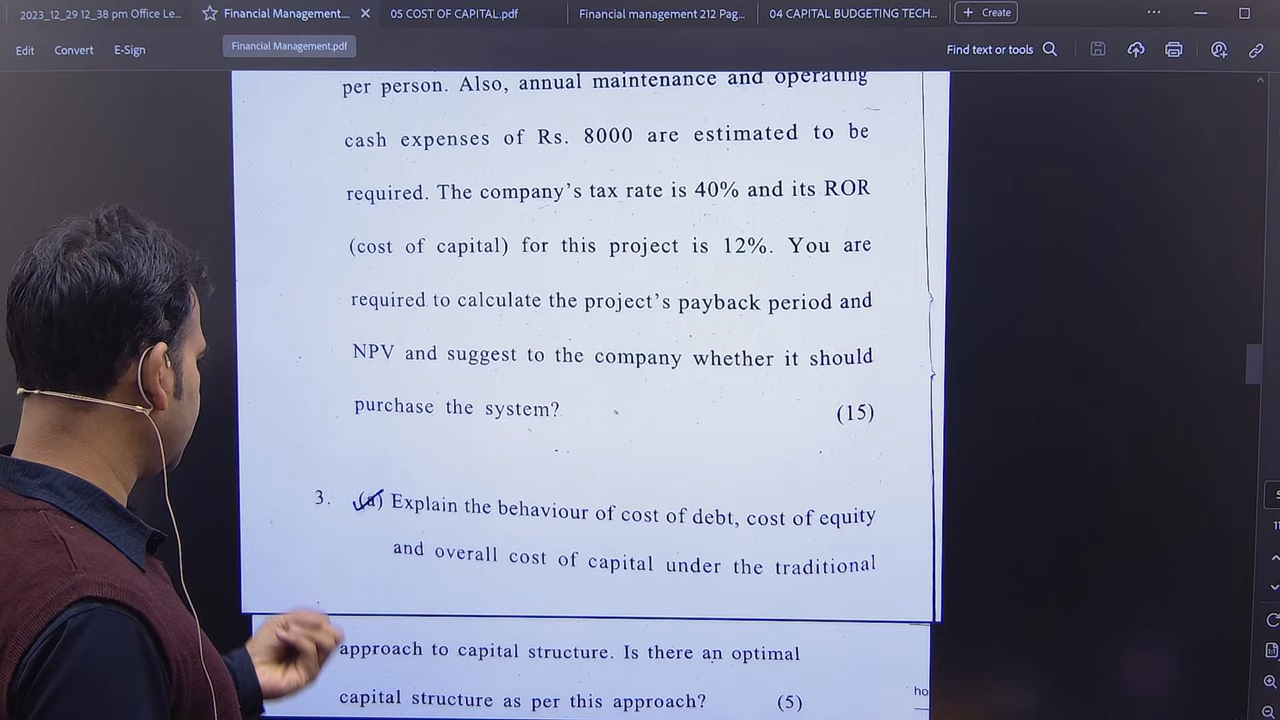 2023_12_29 12_38 pm Office Le...
Financial Management....
05 COST OF CAPITAL.pdf
Financial management 212 Pag...
04 CAPITAL BUDGETING TECH...
+ Create
Edit
Convert
E-Sign
Financial Management.pdf
Find text or tools
per person. Also, annual maintenance and operating
cash expenses of Rs. 8000 are estimated to be
required. The company's tax rate is 40% and its ROR
(cost of capital) for this project is 12%. You are
required to calculate the project's payback period and
NPV and suggest to the company whether it should
purchase the system? (15)
3. (a) Explain the behaviour of cost of debt, cost of equity
and overall cost of capital under the traditional
approach to capital structure. Is there an optimal
capital structure as per this approach? (5)
ho